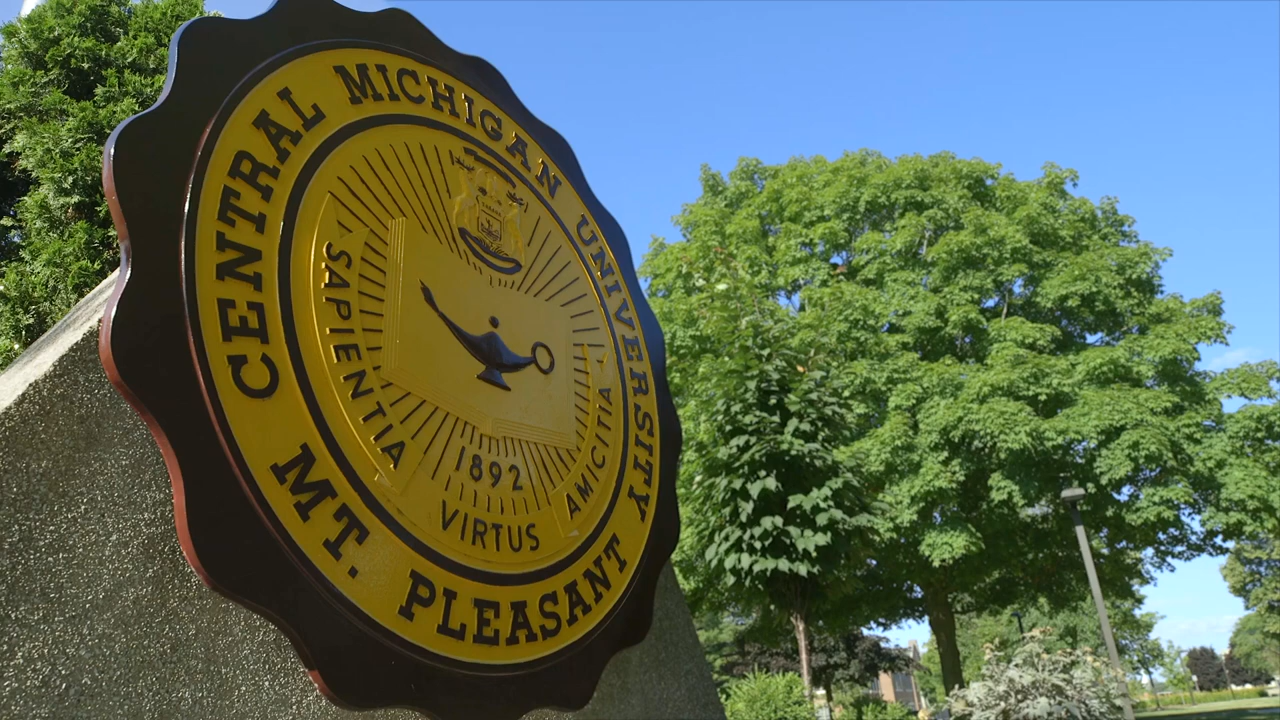 CENTRAL MICHIGAN UNIVERSITY
MT. PLEASANT
SAPIENTIA
VIRTUS
AMICITIA
1892